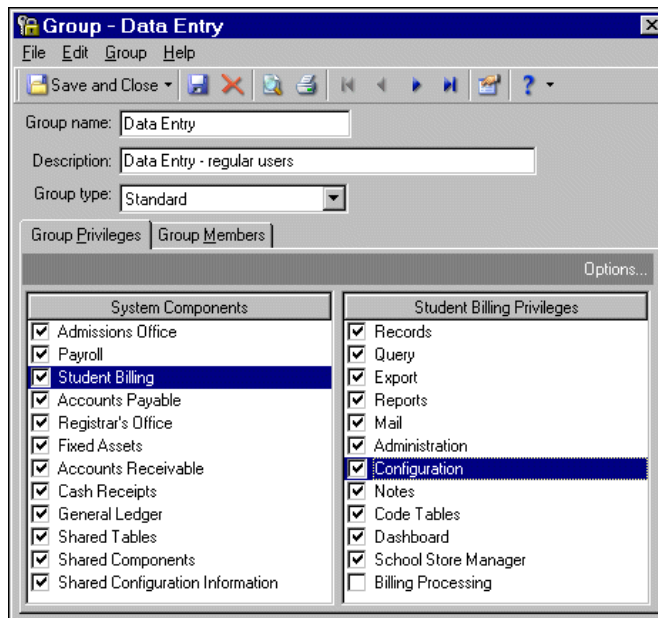 Group - Data Entry
File Edit Group Help
Save and Close
Group name: Data Entry
Description: Data Entry - regular users
Group type: Standard
Group Privileges Group Members
Options...
System Components
Admissions Office
Payroll
Student Billing
Accounts Payable
Registrar's Office
Fixed Assets
Accounts Receivable
Cash Receipts
General Ledger
Shared Tables
Shared Components
Shared Configuration Information
Student Billing Privileges
Records
Query
Export
Reports
Mail
Administration
Configuration
Notes
Code Tables
Dashboard
School Store Manager
Billing Processing